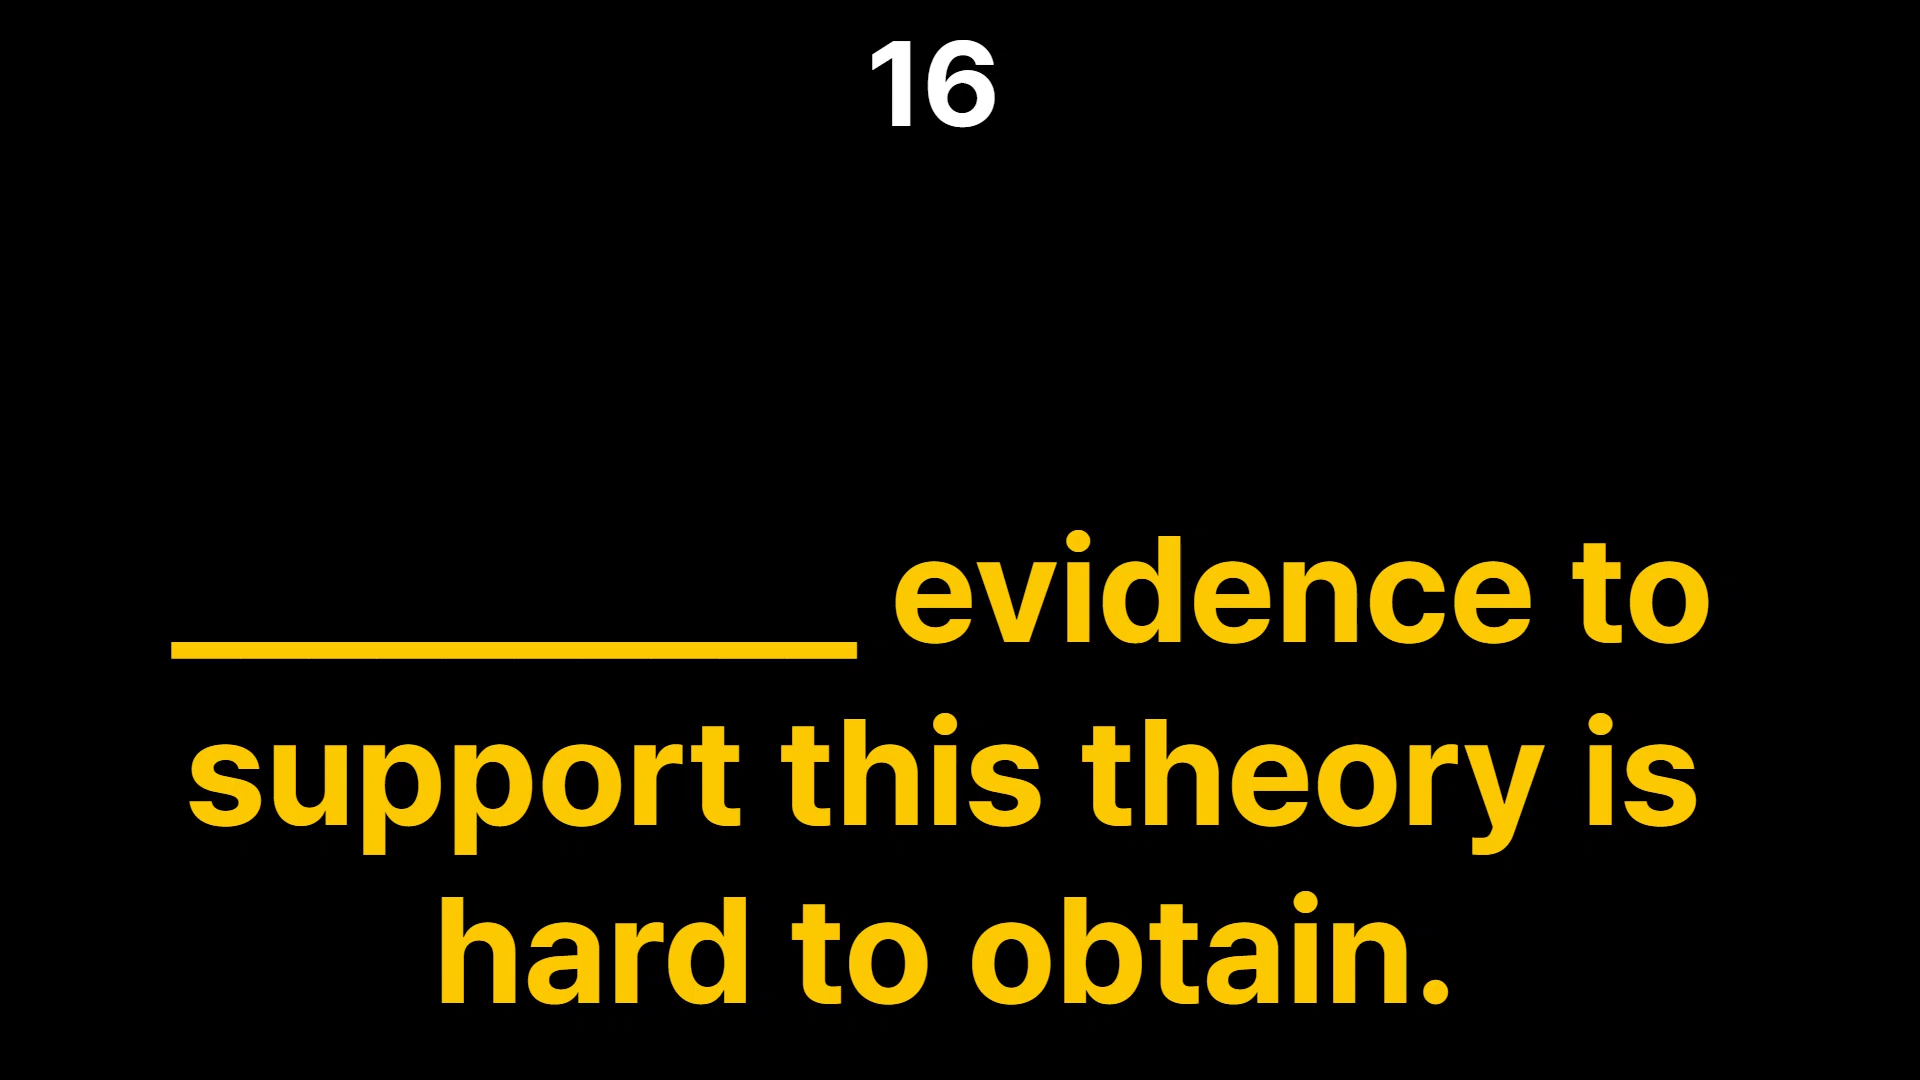 16
__________ evidence to
support this theory is
hard to obtain.